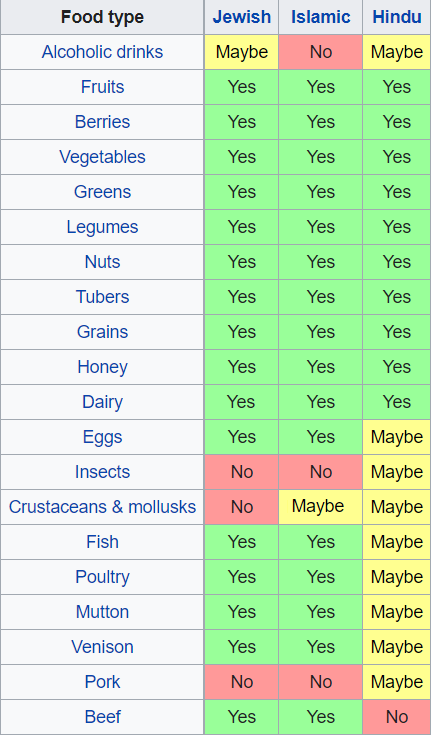 Food type Jewish Islamic Hindu
Alcoholic drinks Maybe No Maybe
Fruits Yes Yes Yes
Berries Yes Yes Yes
Vegetables Yes Yes Yes
Greens Yes Yes Yes
Legumes Yes Yes Yes
Nuts Yes Yes Yes
Tubers Yes Yes Yes
Grains Yes Yes Yes
Honey Yes Yes Yes
Dairy Yes Yes Yes
Eggs Yes Yes Maybe
Insects No No Maybe
Crustaceans & mollusks No Maybe Maybe
Fish Yes Yes Maybe
Poultry Yes Yes Maybe
Mutton Yes Yes Maybe
Venison Yes Yes Maybe
Pork No No Maybe
Beef Yes Yes No